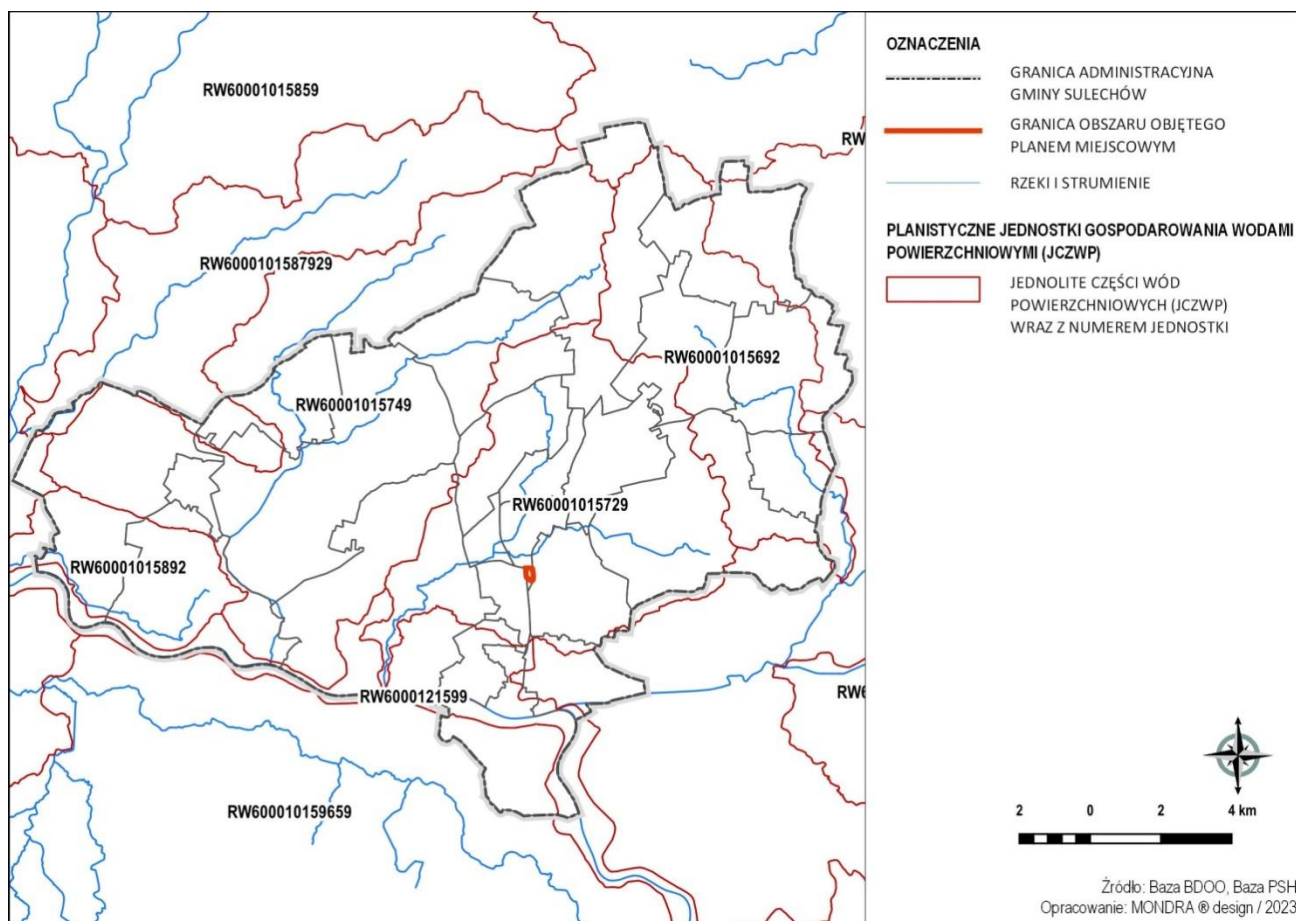 RW60001015859
RW
RW6000101587929
RW60001015692
RW60001015749
RW60001015729
RW60001015892
RW6000121599
RW6
RW600010159659
OZNACZENIA
GRANICA ADMINISTRACYJNA
GMINY SULECHÓW
GRANICA OBSZARU OBJĘTEGO
PLANEM MIEJSCOWYM
RZEKI I STRUMIENIE
PLANISTYCZNE JEDNOSTKI GOSPODAROWANIA WODAMI
POWIERZCHNIOWYMI (JCZWP)
JEDNOLITE CZĘŚCI WÓD
POWIERZCHNIOWYCH (JCZWP)
WRAZ Z NUMEREM JEDNOSTKI
2 0 2 4 km
Źródło: Baza BDOO, Baza PSH
Opracowanie: MONDRA ® design / 2023